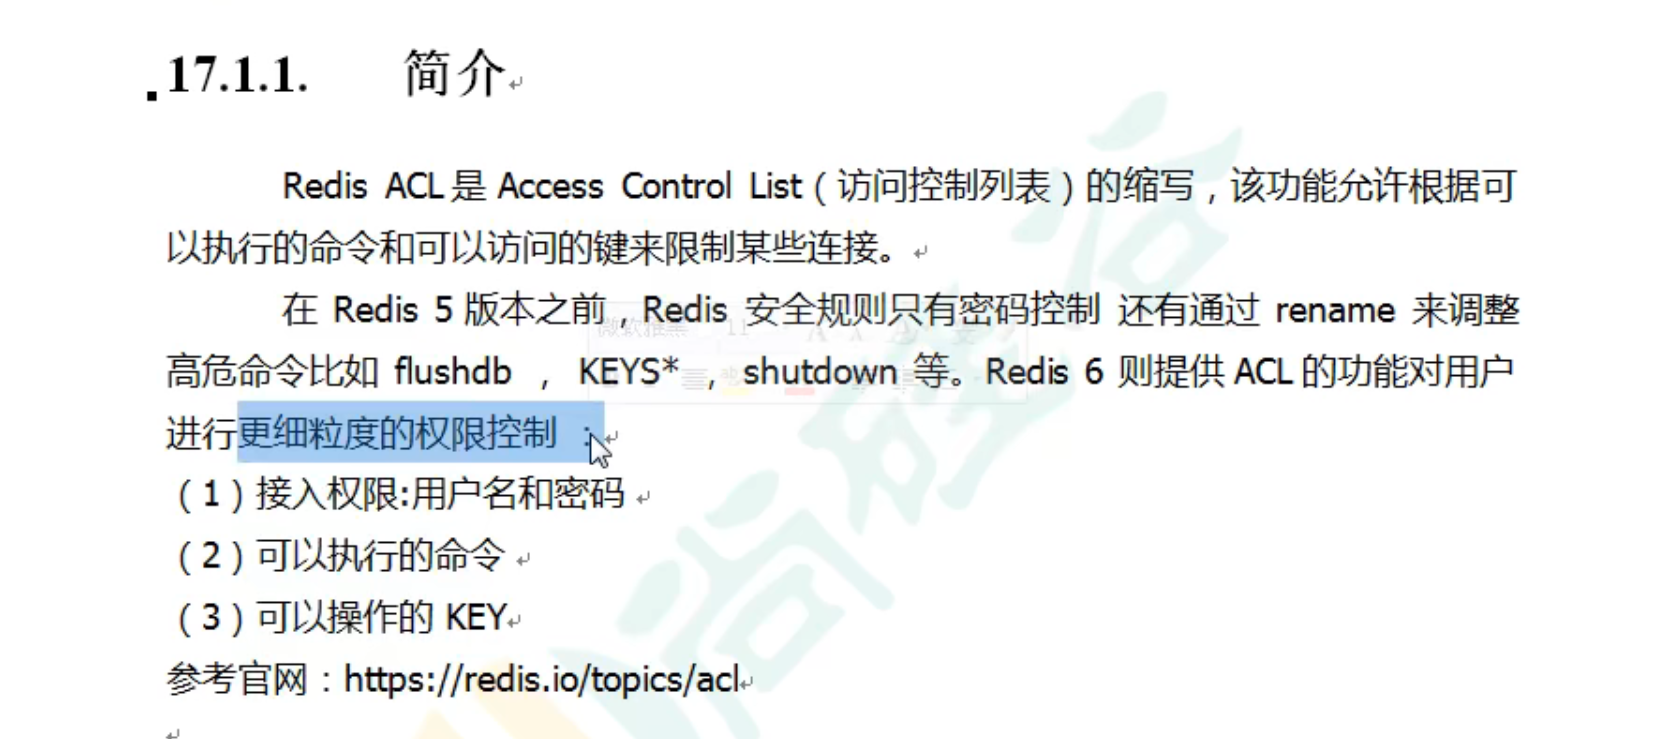 17.1.1. 简介
Redis ACL是 Access Control List（访问控制列表）的缩写，该功能允许根据可
以执行的命令和可以访问的键来限制某些连接。
在 Redis 5 版本之前，Redis 安全规则只有密码控制 还有通过 rename 来调整
高危命令比如 flushdb ， KEYS* ， shutdown 等。Redis 6 则提供 ACL 的功能对用户
进行更细粒度的权限控制 ：
（1）接入权限:用户名和密码
（2）可以执行的命令
（3）可以操作的 KEY
参考官网：https://redis.io/topics/acl
尚硅谷